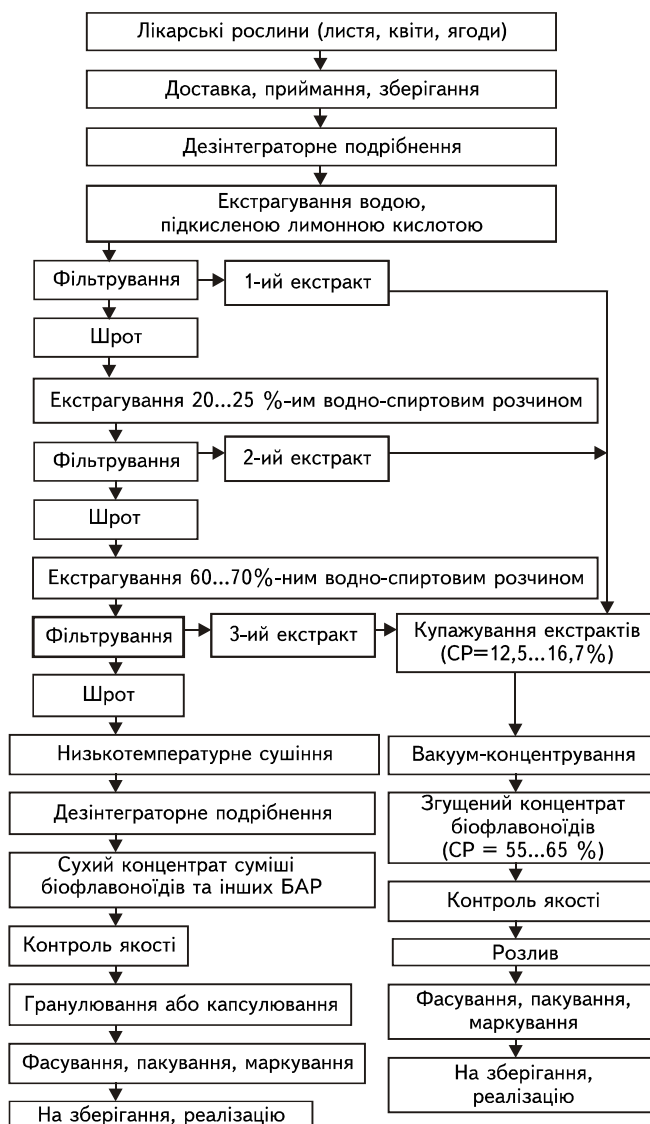 Лікарські рослини (листя, квіти, ягоди)
Доставка, приймання, зберігання
Дезінтеграторне подрібнення
Екстрагування водою,
підкисленою лимонною кислотою
Фільтрування
1-ий екстракт
Шрот
Екстрагування 20...25 %-им водно-спиртовим розчином
Фільтрування
2-ий екстракт
Шрот
Екстрагування 60...70%-ним водно-спиртовим розчином
Фільтрування
3-ий екстракт
Купажування екстрактів
(СР=12,5...16,7%)
Шрот
Низькотемпературне сушіння
Дезінтеграторне подрібнення
Сухий концентрат суміші
біофлавоноїдів та інших БАР
Контроль якості
Гранулювання або капсулювання
Фасування, пакування, маркування
На зберігання, реалізацію
Вакуум-концентрування
Згущений концентрат
біофлавоноїдів
(СР = 55...65 %)
Контроль якості
Розлив
Фасування, пакування,
маркування
На зберігання,
реалізацію